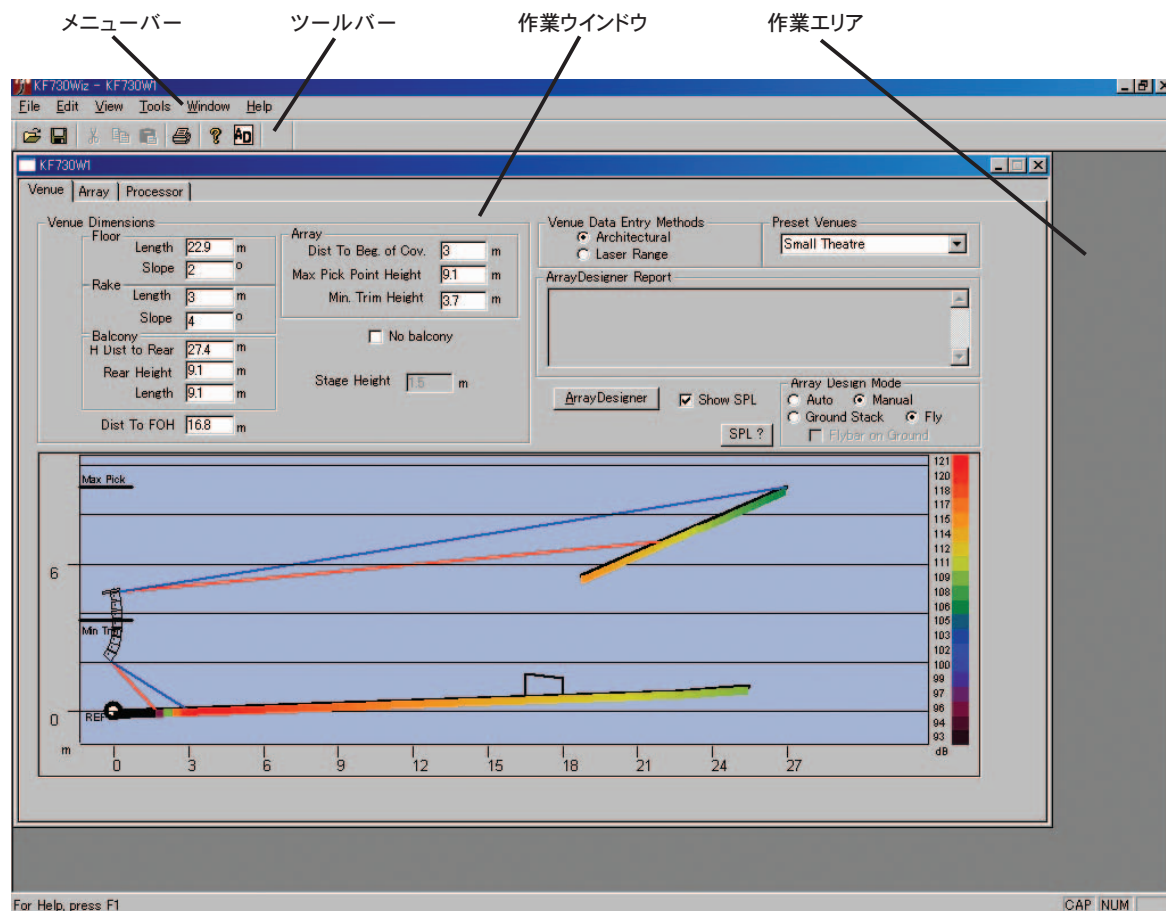 メニューバー
ツールバー
作業ウインドウ
作業エリア
KF730Wiz - KF730W1
File Edit View Tools Window Help
AD
KF730W1
Venue Array Processor
Venue Dimensions
Floor
Length 22.9 m
Slope 2 °
Rake
Length 3 m
Slope 4 °
Balcony
H Dist to Rear 27.4 m
Rear Height 9.1 m
Length 9.1 m
Dist To FOH 16.8 m
Array
Dist To Beg. of Cov. 3 m
Max Pick Point Height 9.1 m
Min. Trim Height 3.7 m
No balcony
Stage Height 1.5 m
Venue Data Entry Methods
Architectural
Laser Range
Preset Venues
Small Theatre
ArrayDesigner Report
ArrayDesigner
Show SPL
SPL ?
Array Design Mode
Auto Manual
Ground Stack Fly
Flybar on Ground
Max Pick
6
Min Trim
REF
0
m
0 3 6 9 12 15 18 21 24 27
121
120
118
117
115
114
112
111
109
108
106
105
103
102
100
99
97
96
94
93
dB
For Help, press F1
CAP NUM